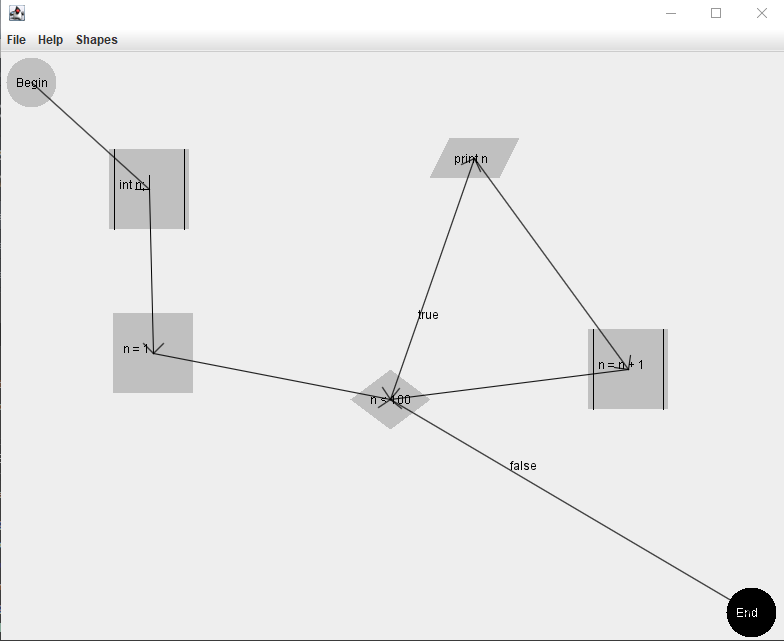 File Help Shapes
Begin
int n;
print n
true
n = 1
n = n + 1
n < 100
false
End